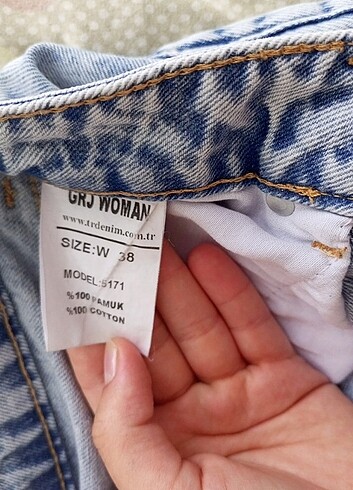 GRJ WOMAN
www.trdenim.com.tr
SIZE:W 38
MODEL:5171
%100 PAMUK
%100 COTTON